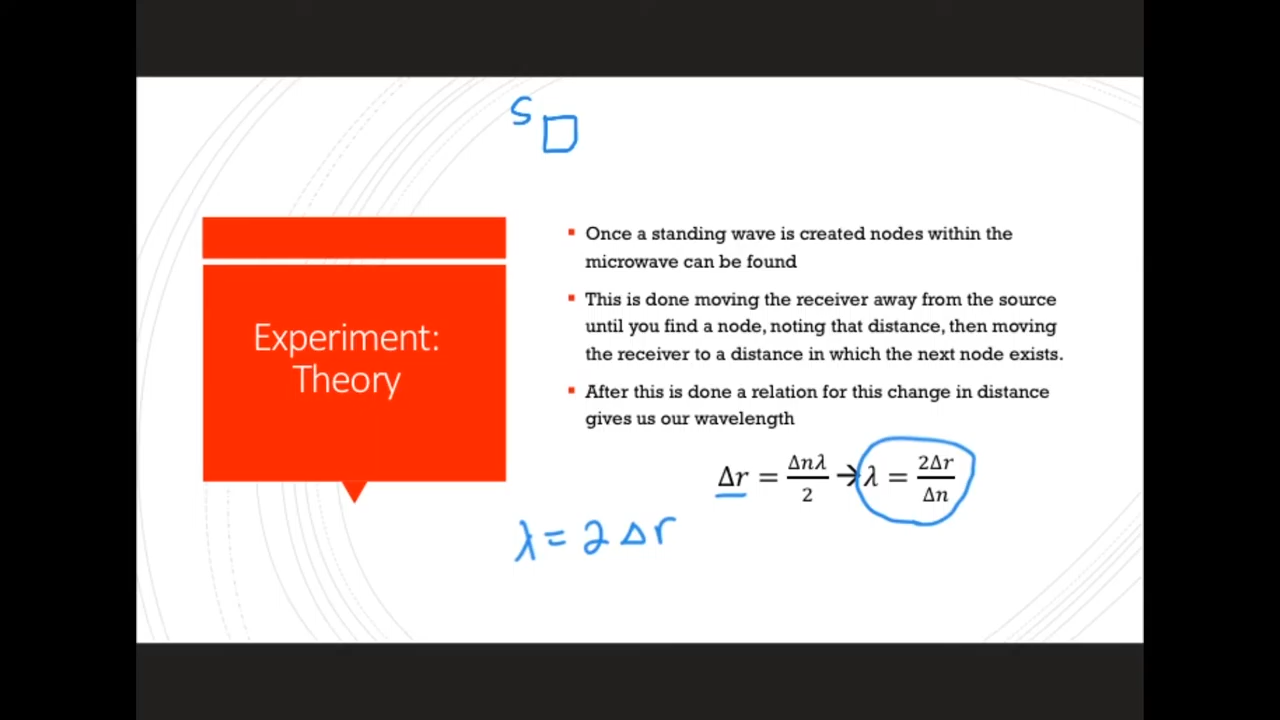 S
Experiment:
Theory
▪ Once a standing wave is created nodes within the
microwave can be found
▪ This is done moving the receiver away from the source
until you find a node, noting that distance, then moving
the receiver to a distance in which the next node exists.
▪ After this is done a relation for this change in distance
gives us our wavelength
Δr = Δnλ/2 → λ = 2Δr/Δn
λ = 2 Δr